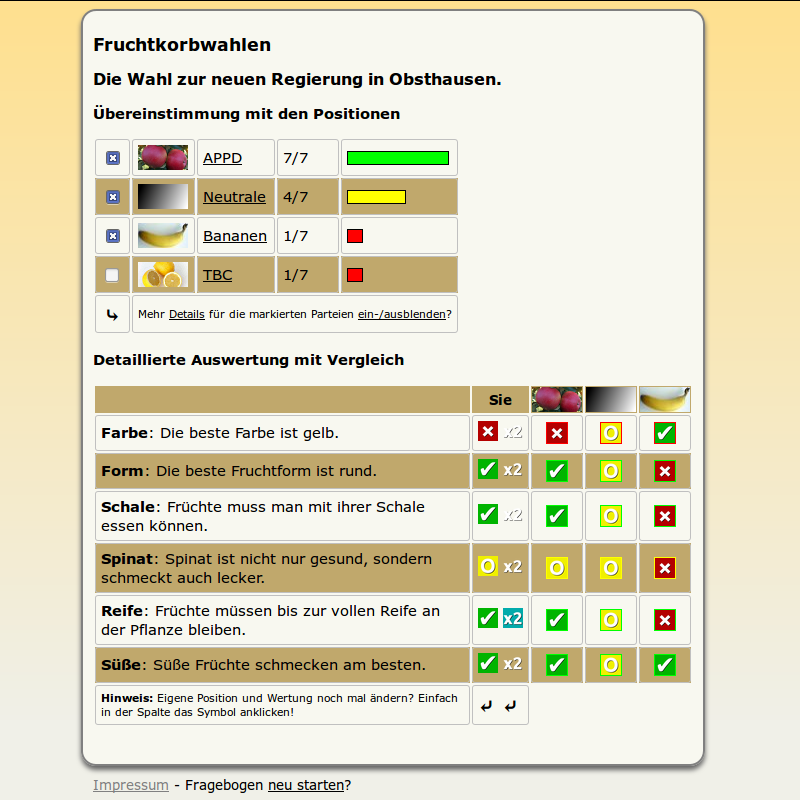 Fruchtkorbwahlen
Die Wahl zur neuen Regierung in Obsthausen.
Übereinstimmung mit den Positionen
APPD 7/7
Neutrale 4/7
Bananen 1/7
TBC 1/7
Mehr Details für die markierten Parteien ein-/ausblenden?
Detaillierte Auswertung mit Vergleich
Sie
Farbe: Die beste Farbe ist gelb. x2
Form: Die beste Fruchtform ist rund. x2
Schale: Früchte muss man mit ihrer Schale
essen können. x2
Spinat: Spinat ist nicht nur gesund, sondern
schmeckt auch lecker. x2
Reife: Früchte müssen bis zur vollen Reife an
der Pflanze bleiben. x2
Süße: Süße Früchte schmecken am besten. x2
Hinweis: Eigene Position und Wertung noch mal ändern? Einfach
in der Spalte das Symbol anklicken!
Impressum - Fragebogen neu starten?